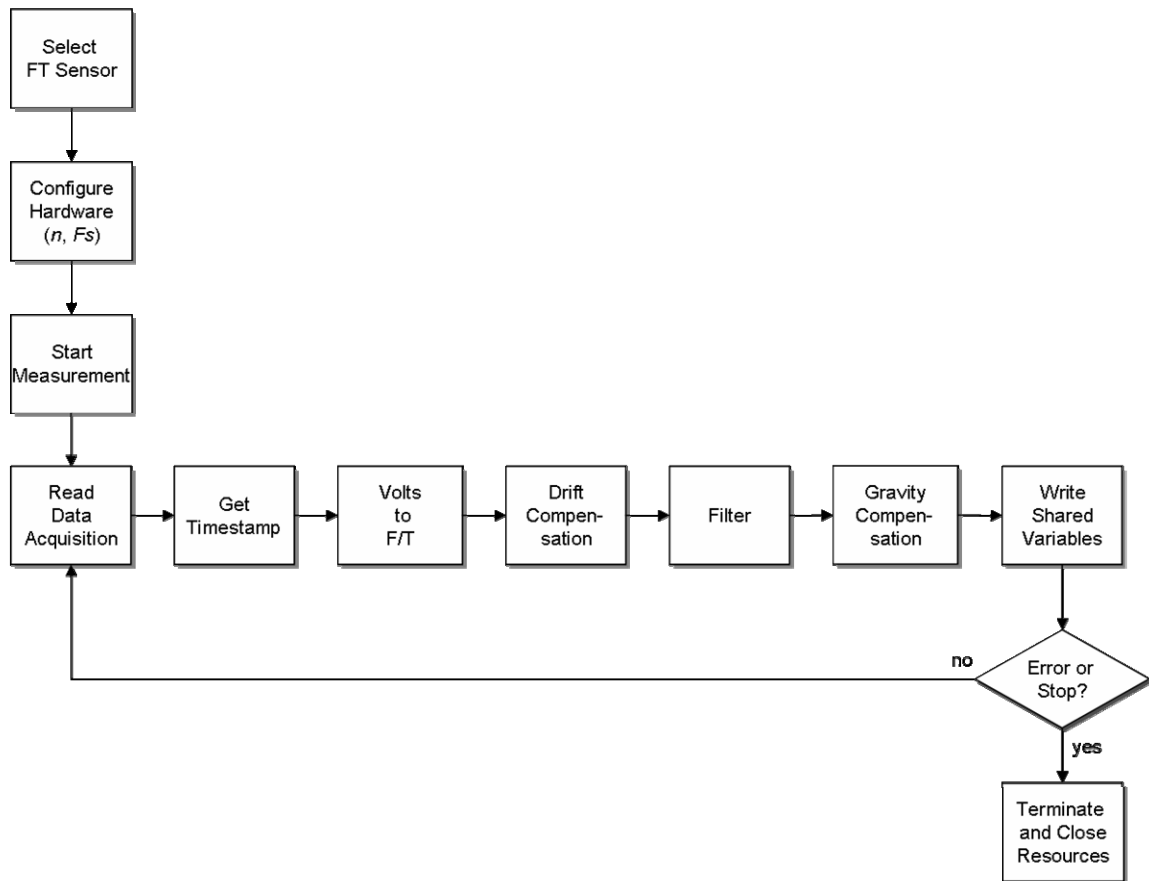 Select
FT Sensor
Configure
Hardware
(n, Fs)
Start
Measurement
Read
Data
Acquisition
Get
Timestamp
Volts
to
F/T
Drift
Compen-
sation
Filter
Gravity
Compen-
sation
Write
Shared
Variables
Error or
Stop?
no
yes
Terminate
and Close
Resources